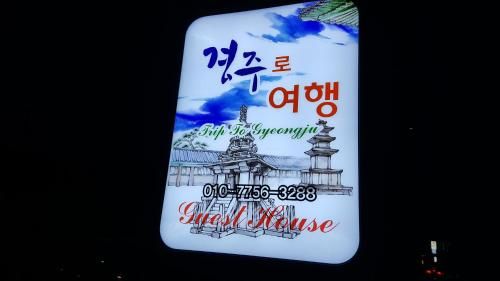 경주로
여행
Trip To Gyeongju
010-7756-3288
Guest House